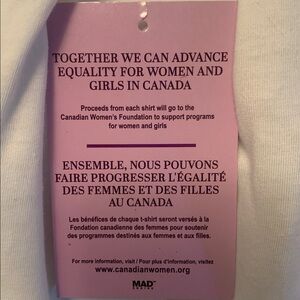 TOGETHER WE CAN ADVANCE
EQUALITY FOR WOMEN AND
GIRLS IN CANADA
Proceeds from each shirt will go to the
Canadian Women's Foundation to support programs
for women and girls
ENSEMBLE, NOUS POUVONS
FAIRE PROGRESSER L'ÉGALITÉ
DES FEMMES ET DES FILLES
AU CANADA
Les bénéfices de chaque t-shirt seront versés à la
Fondation canadienne des femmes pour soutenir
des programmes destinés aux femmes et aux filles.
For more information, visit / Pour plus d'information, visitez
www.canadianwomen.org
MAD